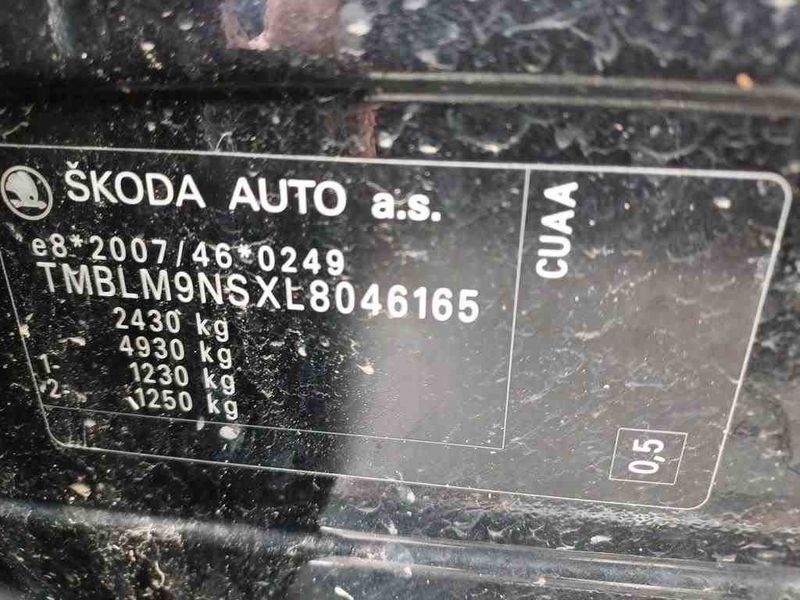 ŠKODA AUTO a.s.
e8*2007/46*0249
TMBLM9NSXL8046165
2430 kg
4930 kg
1- 1230 kg
2- 1250 kg
CUAA
0,5